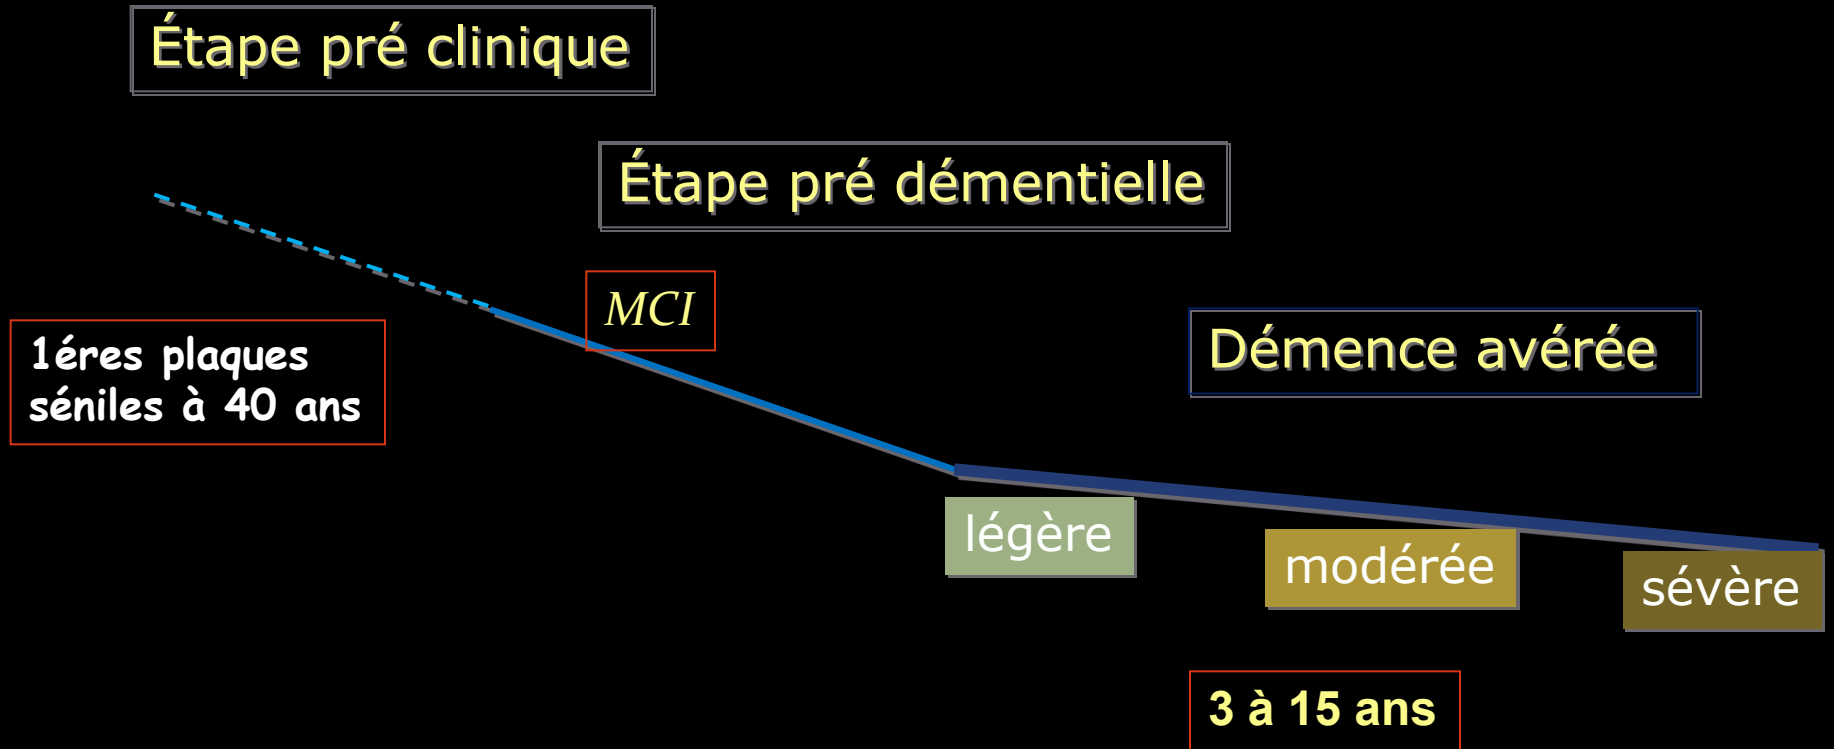 Étape pré clinique
Étape pré démentielle
MCI
1éres plaques
séniles à 40 ans
Démence avérée
légère
modérée
sévère
3 à 15 ans